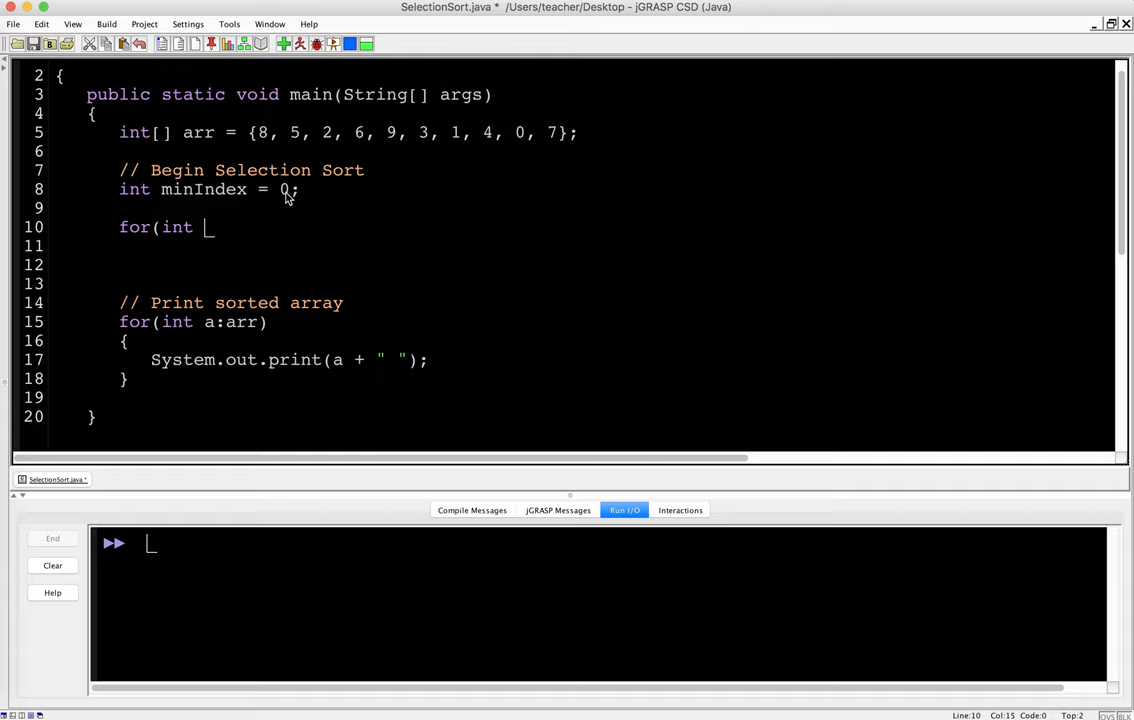 SelectionSort.java * /Users/teacher/Desktop - jGRASP CSD (Java)
File Edit View Build Project Settings Tools Window Help
2 {
3 public static void main(String[] args)
4 {
5 int[] arr = {8, 5, 2, 6, 9, 3, 1, 4, 0, 7};
6
7 // Begin Selection Sort
8 int minIndex = 0;
9
10 for(int
11
12
13
14 // Print sorted array
15 for(int a:arr)
16 {
17 System.out.print(a + " ");
18 }
19
20 }
SelectionSort.java *
Compile Messages jGRASP Messages Run I/O Interactions
End
Clear
Help
Line:10 Col:15 Code:0 Top:2 OVS BLK